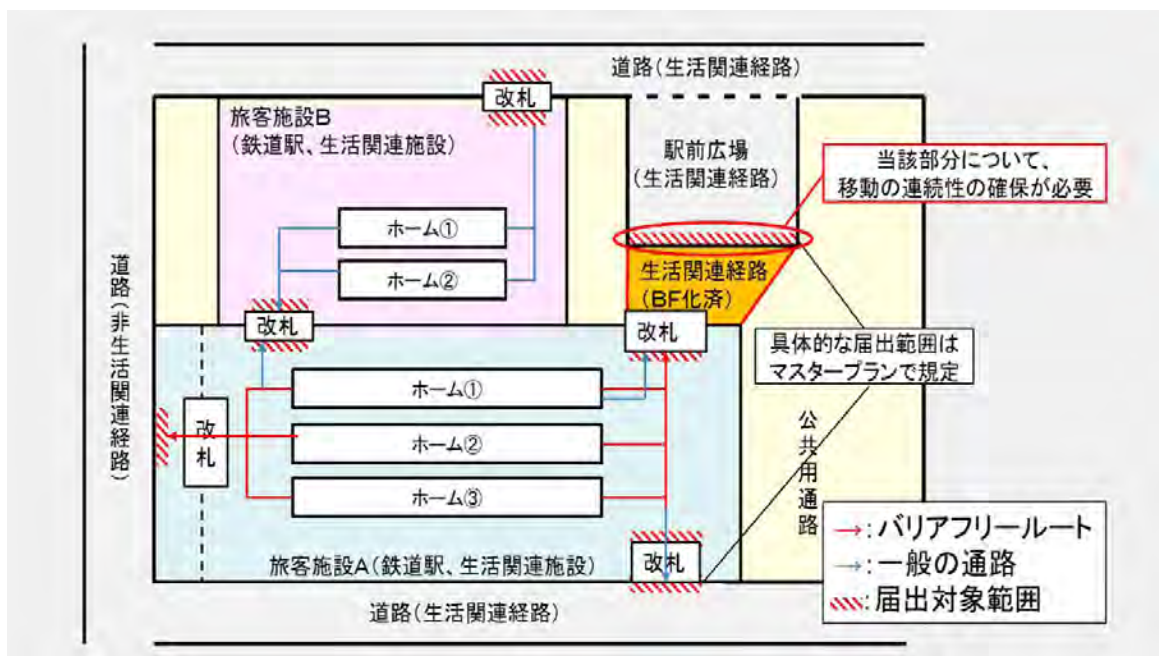 道路(生活関連経路)
改札
旅客施設B
(鉄道駅、生活関連施設)
駅前広場
(生活関連経路)
当該部分について、
移動の連続性の確保が必要
ホーム①
ホーム②
生活関連経路
(BF化済)
道路(非生活関連経路)
改札
改札
具体的な届出範囲は
マスタープランで規定
ホーム①
改札
ホーム②
公共用通路
ホーム③
→:バリアフリールート
→:一般の通路
:届出対象範囲
旅客施設A(鉄道駅、生活関連施設)
改札
道路(生活関連経路)